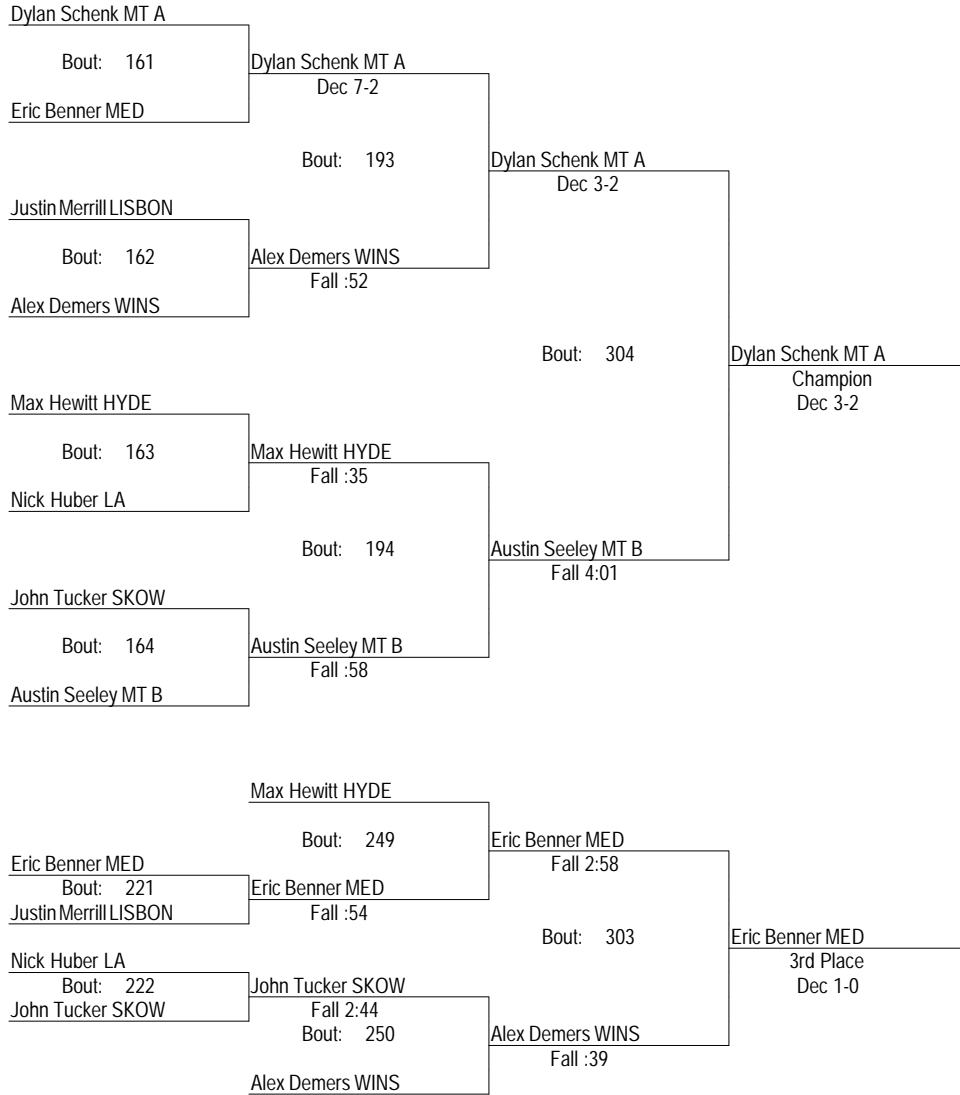 Dylan Schenk MT A
Bout: 161
Dylan Schenk MT A
Dec 7-2
Eric Benner MED
Bout: 193
Dylan Schenk MT A
Dec 3-2
Justin Merrill LISBON
Bout: 162
Alex Demers WINS
Fall :52
Alex Demers WINS
Bout: 304
Dylan Schenk MT A
Champion
Dec 3-2
Max Hewitt HYDE
Bout: 163
Max Hewitt HYDE
Fall :35
Nick Huber LA
Bout: 194
Austin Seeley MT B
Fall 4:01
John Tucker SKOW
Bout: 164
Austin Seeley MT B
Fall :58
Austin Seeley MT B
Max Hewitt HYDE
Bout: 249
Eric Benner MED
Fall 2:58
Eric Benner MED
Bout: 221
Eric Benner MED
Justin Merrill LISBON
Fall :54
Bout: 303
Eric Benner MED
3rd Place
Dec 1-0
Nick Huber LA
Bout: 222
John Tucker SKOW
John Tucker SKOW
Fall 2:44
Bout: 250
Alex Demers WINS
Fall :39
Alex Demers WINS